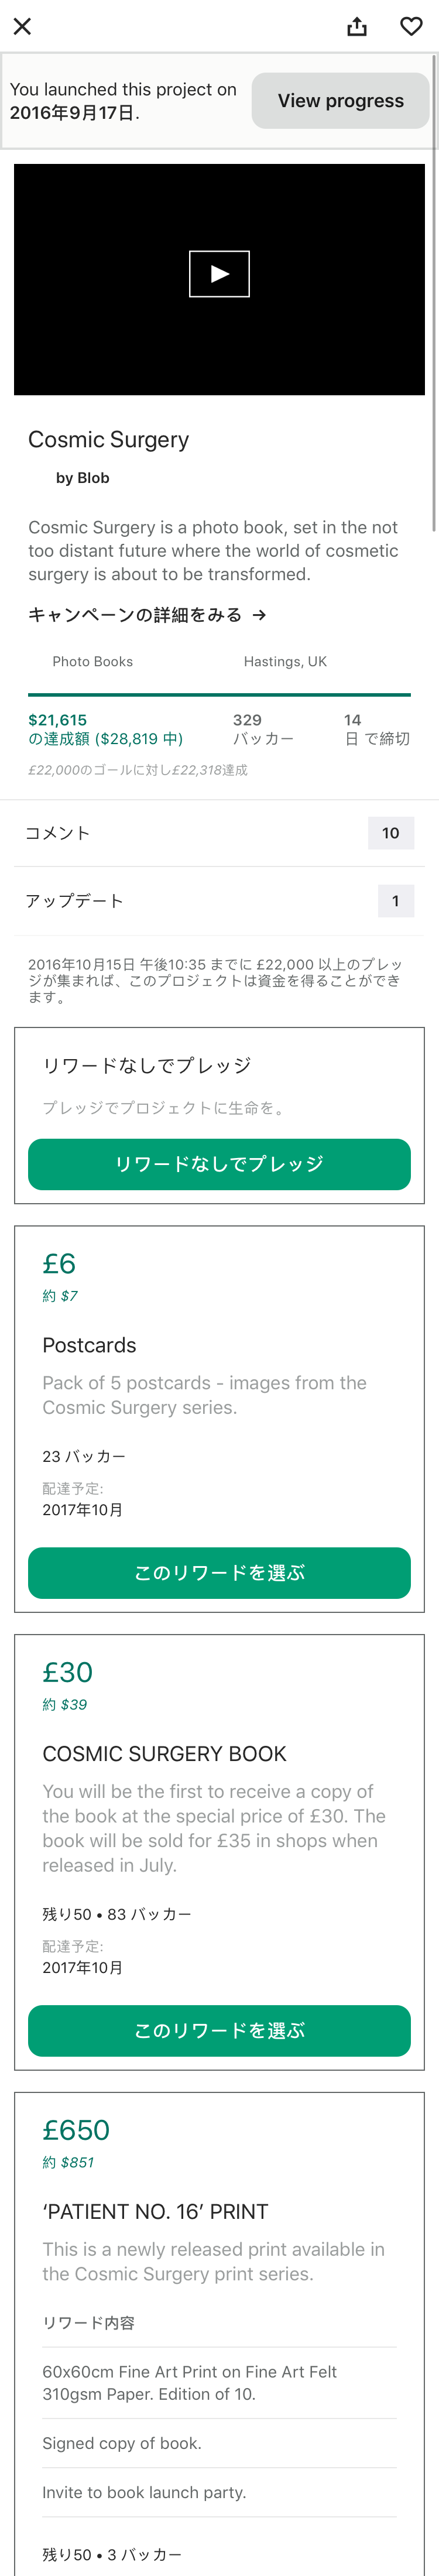 You launched this project on
2016年9月17日.
View progress
Cosmic Surgery
by Blob
Cosmic Surgery is a photo book, set in the not
too distant future where the world of cosmetic
surgery is about to be transformed.
キャンペーンの詳細をみる →
Photo Books
Hastings, UK
$21,615
の達成額 ($28,819 中)
329
バッカー
14
日 で締切
£22,000のゴールに対し£22,318達成
コメント
10
アップデート
1
2016年10月15日 午後10:35 までに £22,000 以上のプレッ
ジが集まれば、このプロジェクトは資金を得ることができ
ます。
リワードなしでプレッジ
プレッジでプロジェクトに生命を。
リワードなしでプレッジ
£6
約 $7
Postcards
Pack of 5 postcards - images from the
Cosmic Surgery series.
23 バッカー
配達予定:
2017年10月
このリワードを選ぶ
£30
約 $39
COSMIC SURGERY BOOK
You will be the first to receive a copy of
the book at the special price of £30. The
book will be sold for £35 in shops when
released in July.
残り50 • 83 バッカー
配達予定:
2017年10月
このリワードを選ぶ
£650
約 $851
‘PATIENT NO. 16’ PRINT
This is a newly released print available in
the Cosmic Surgery print series.
リワード内容
60x60cm Fine Art Print on Fine Art Felt
310gsm Paper. Edition of 10.
Signed copy of book.
Invite to book launch party.
残り50 • 3 バッカー